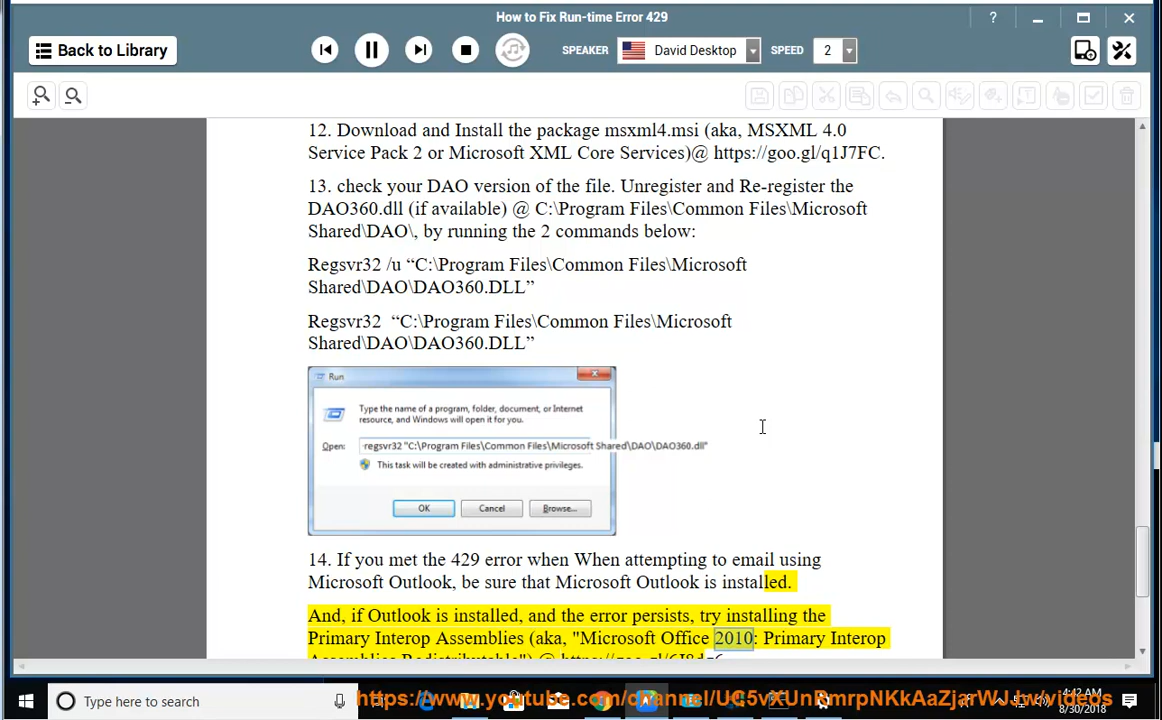 How to Fix Run-time Error 429
?
Back to Library
SPEAKER David Desktop SPEED 2
12. Download and Install the package msxml4.msi (aka, MSXML 4.0
Service Pack 2 or Microsoft XML Core Services)@ https://goo.gl/q1J7FC.
13. check your DAO version of the file. Unregister and Re-register the
DAO360.dll (if available) @ C:\Program Files\Common Files\Microsoft
Shared\DAO\, by running the 2 commands below:
Regsvr32 /u “C:\Program Files\Common Files\Microsoft
Shared\DAO\DAO360.DLL”
Regsvr32 “C:\Program Files\Common Files\Microsoft
Shared\DAO\DAO360.DLL”
Run
Type the name of a program, folder, document, or Internet
resource, and Windows will open it for you.
Open: regsvr32 "C:\Program Files\Common Files\Microsoft Shared\DAO\DAO360.dll"
This task will be created with administrative privileges.
OK Cancel Browse...
14. If you met the 429 error when When attempting to email using
Microsoft Outlook, be sure that Microsoft Outlook is installed.
And, if Outlook is installed, and the error persists, try installing the
Primary Interop Assemblies (aka, "Microsoft Office 2010: Primary Interop
Assemblies Redistributable") @
Type here to search
4:42 AM
8/30/2018